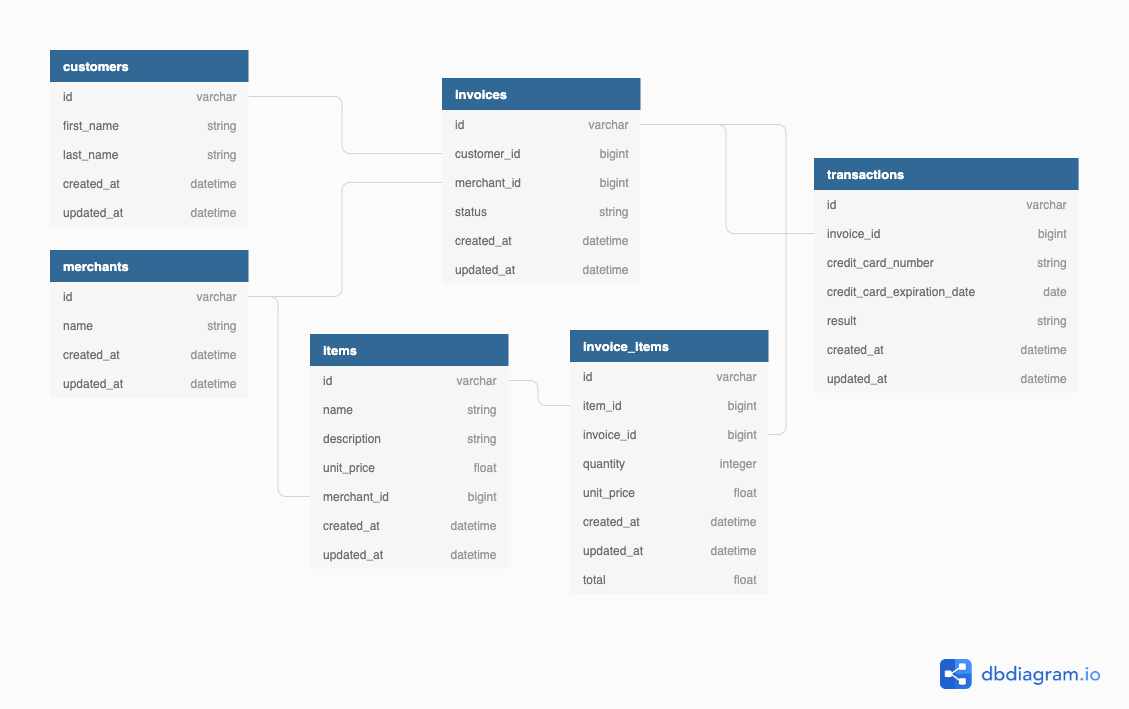 customers
id varchar
first_name string
last_name string
created_at datetime
updated_at datetime
merchants
id varchar
name string
created_at datetime
updated_at datetime
invoices
id varchar
customer_id bigint
merchant_id bigint
status string
created_at datetime
updated_at datetime
items
id varchar
name string
description string
unit_price float
merchant_id bigint
created_at datetime
updated_at datetime
invoice_items
id varchar
item_id bigint
invoice_id bigint
quantity integer
unit_price float
created_at datetime
updated_at datetime
total float
transactions
id varchar
invoice_id bigint
credit_card_number string
credit_card_expiration_date date
result string
created_at datetime
updated_at datetime
dbdiagram.io